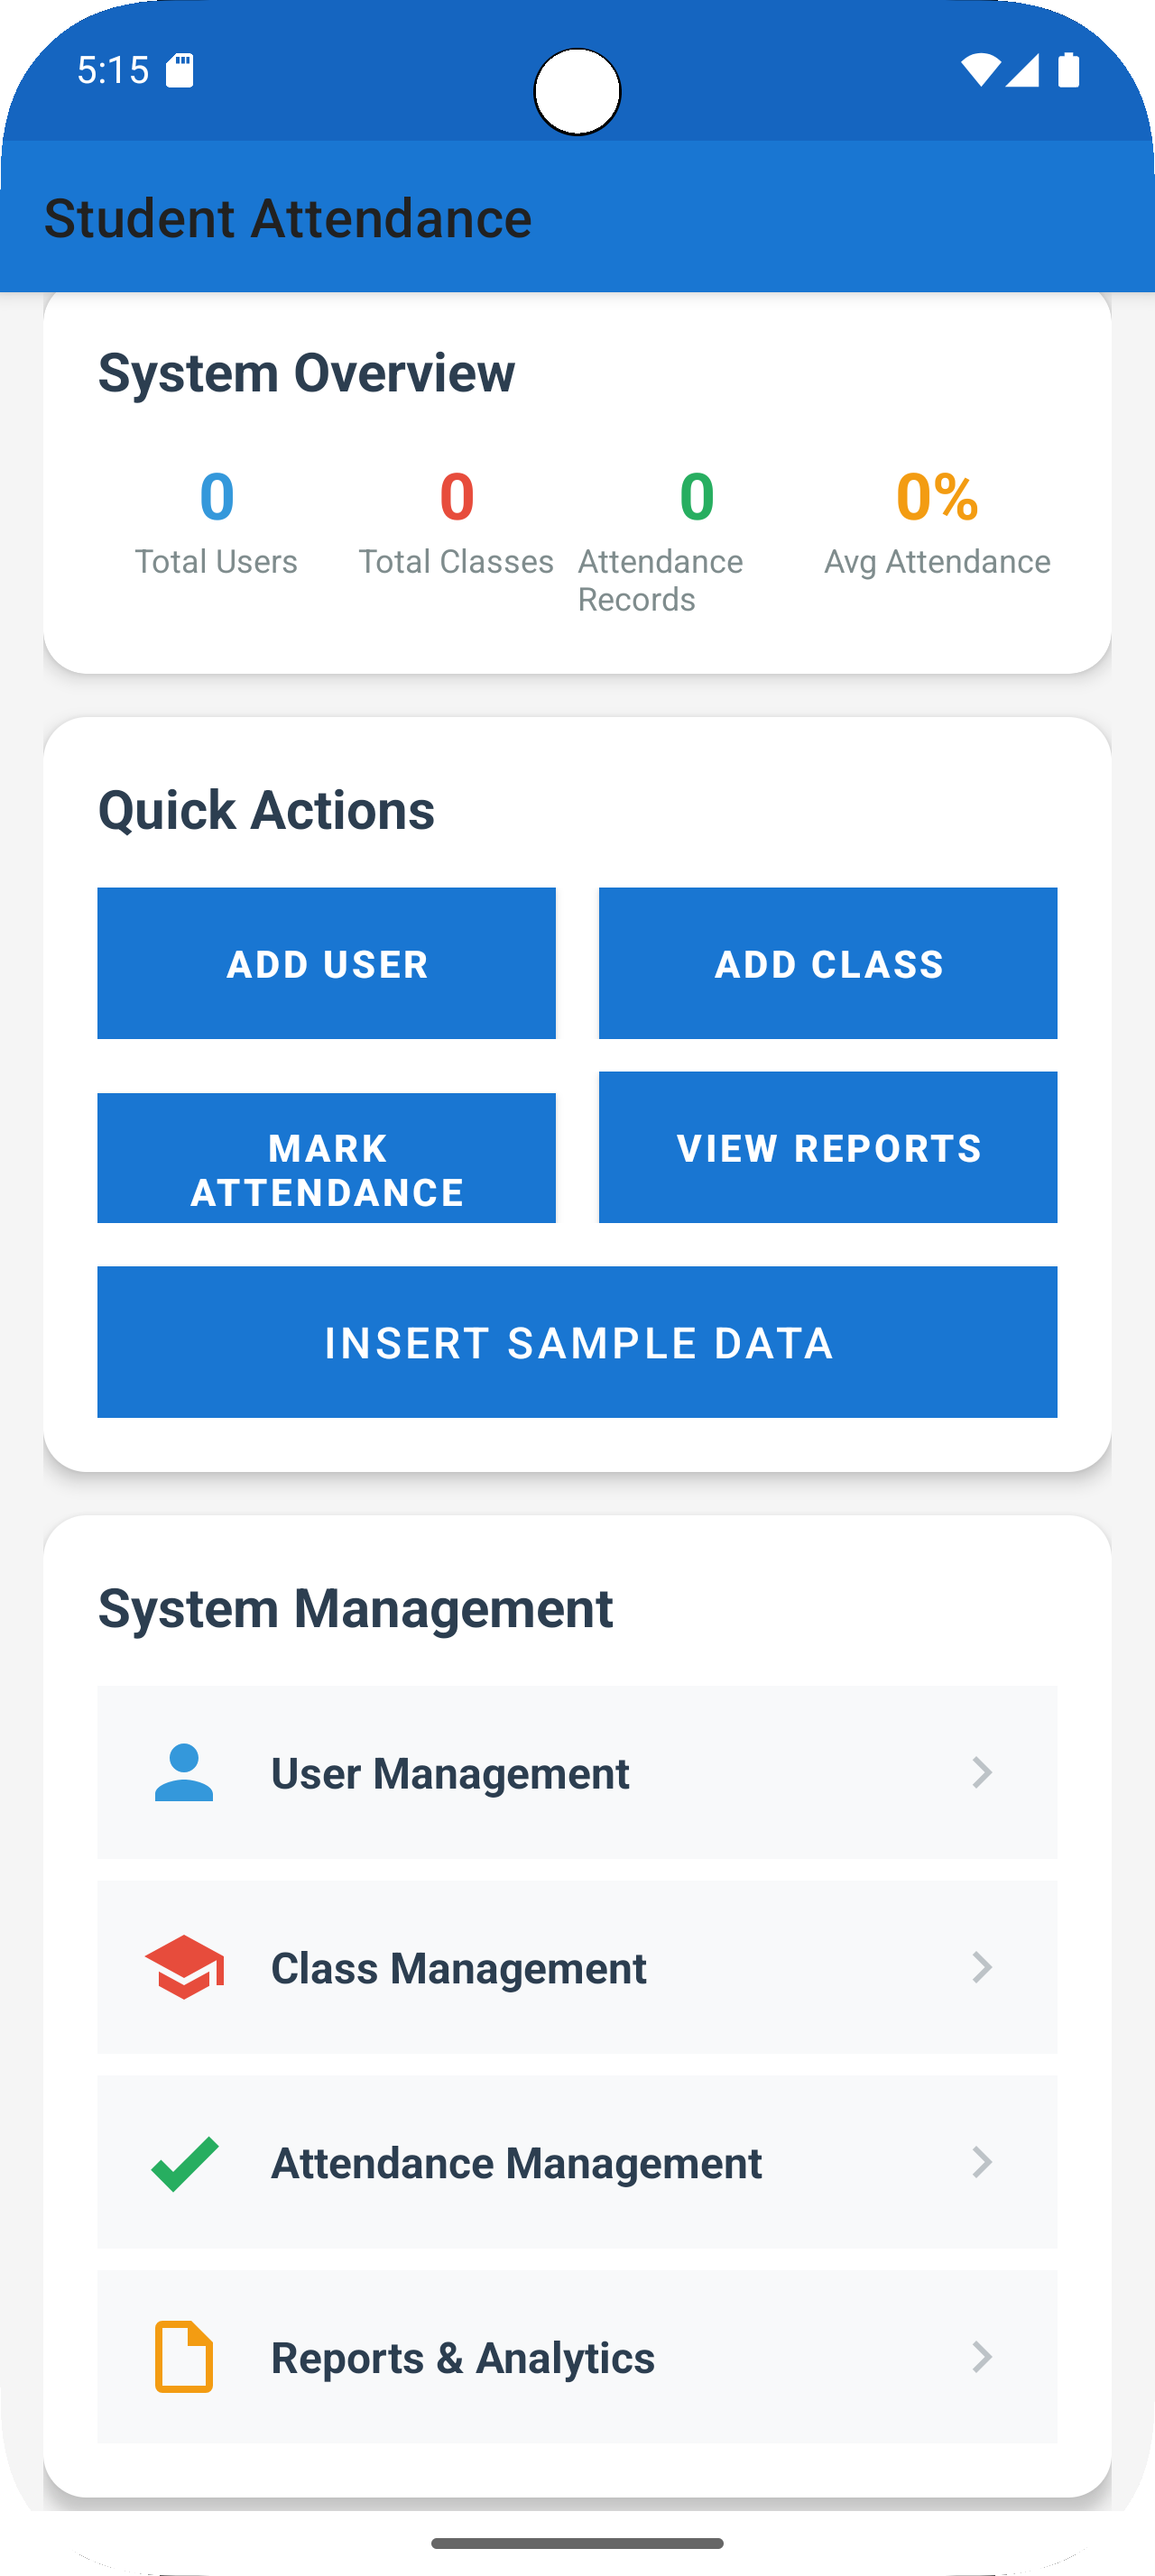 5:15
Student Attendance
System Overview
0
0
0
0%
Total Users
Total Classes
Attendance
Records
Avg Attendance
Quick Actions
ADD USER
ADD CLASS
MARK
ATTENDANCE
VIEW REPORTS
INSERT SAMPLE DATA
System Management
User Management
Class Management
Attendance Management
Reports & Analytics